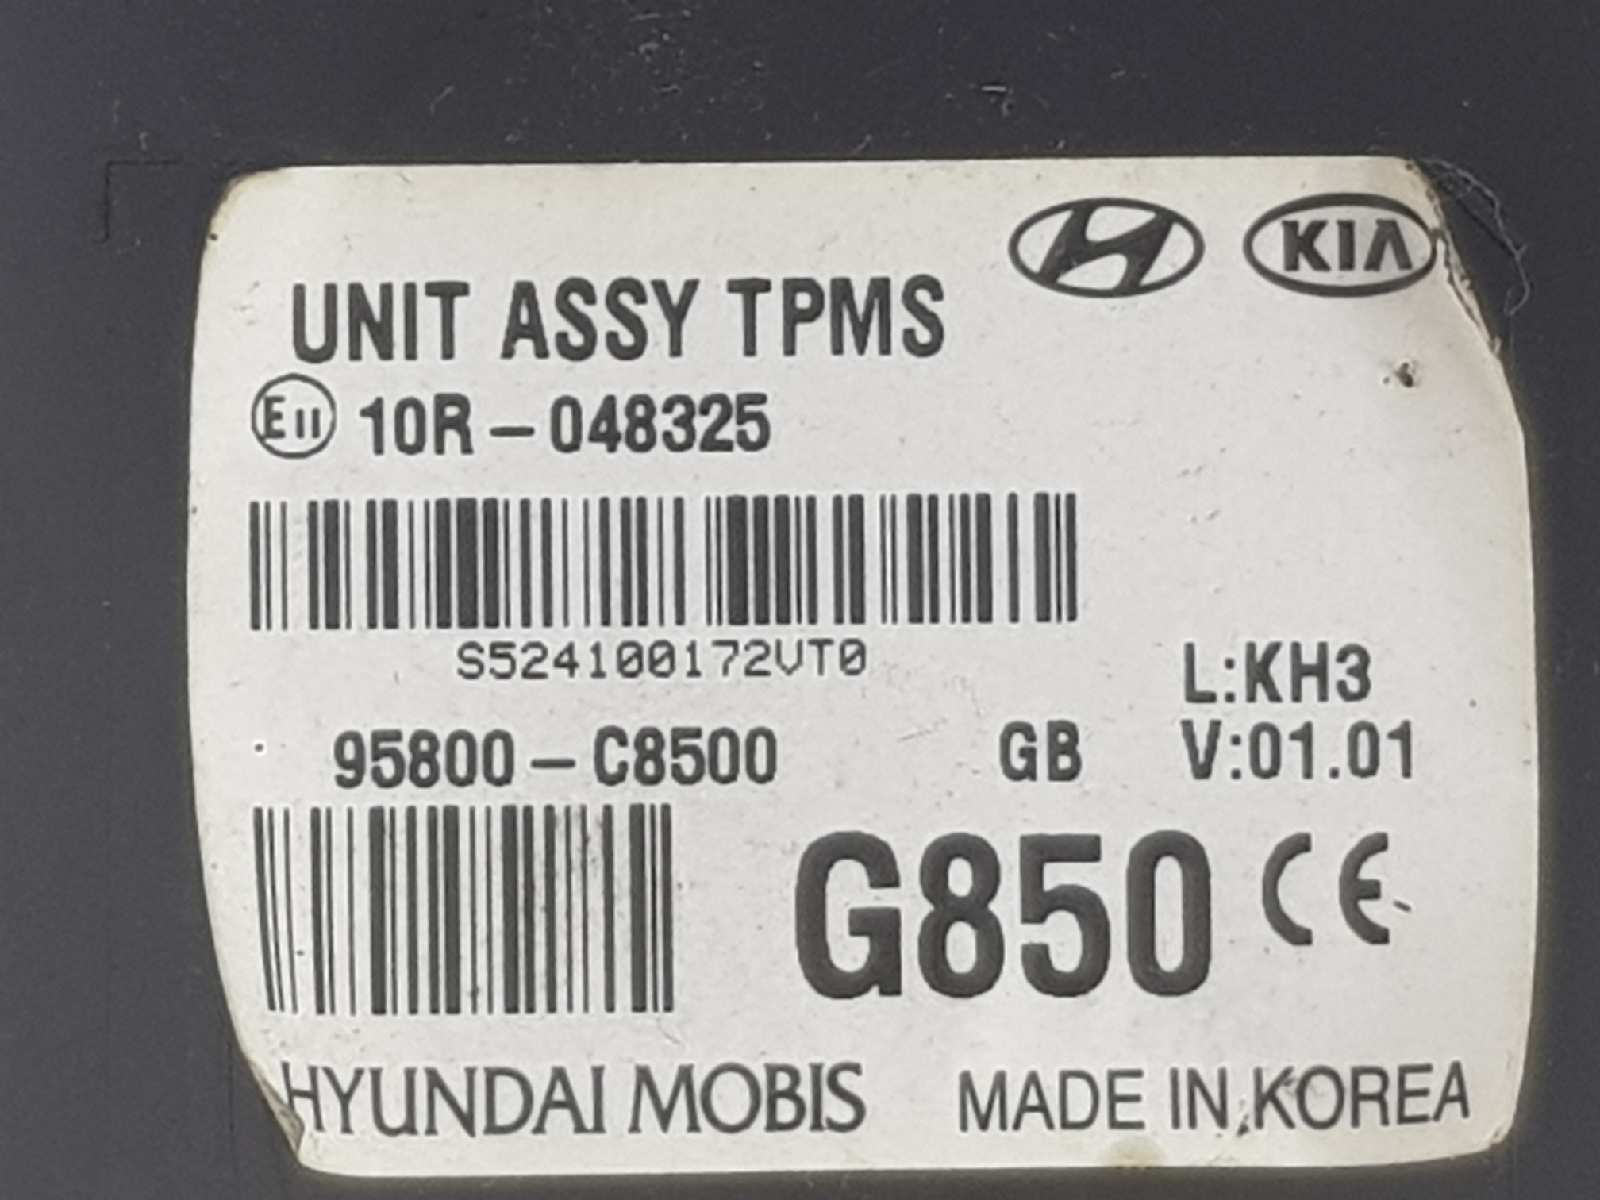 KIA
UNIT ASSY TPMS
E11 10R-048325
S524100172VT0
L:KH3
95800-C8500 GB V:01.01
G850 CE
HYUNDAI MOBIS MADE IN KOREA